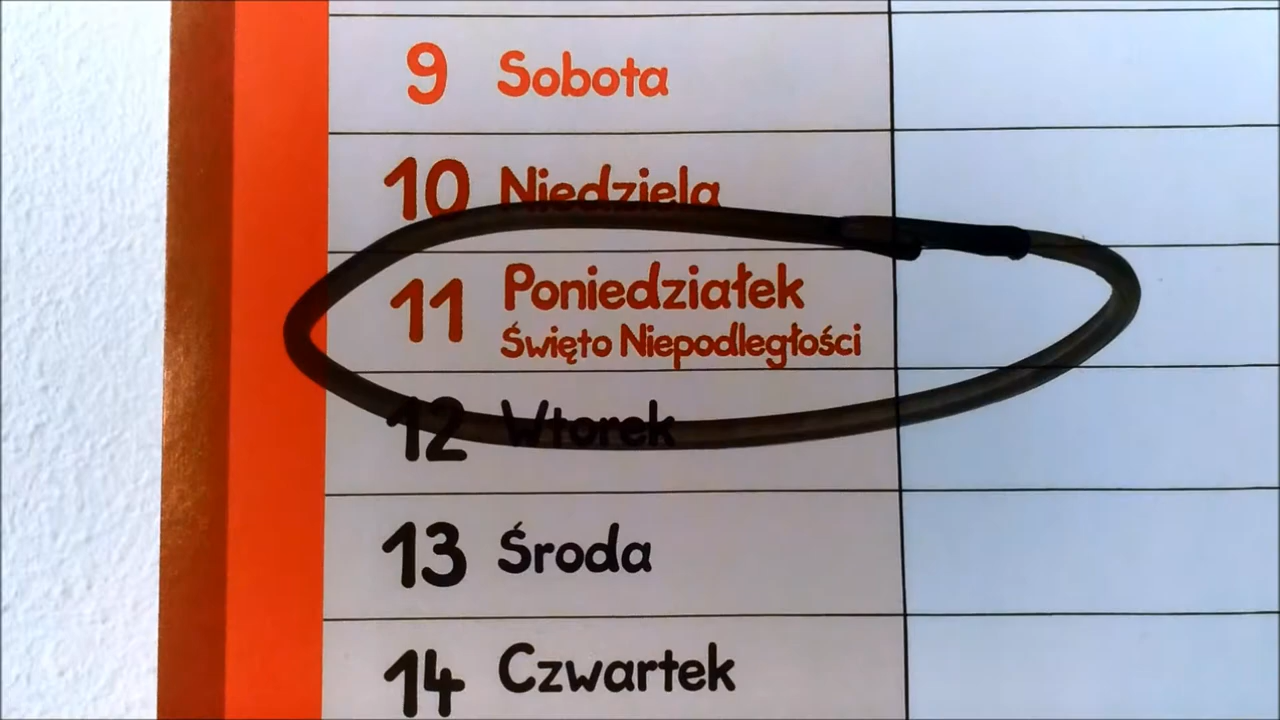 9 Sobota
10 Niedziela
11 Poniedziałek
Święto Niepodległości
12 Wtorek
13 Środa
14 Czwartek